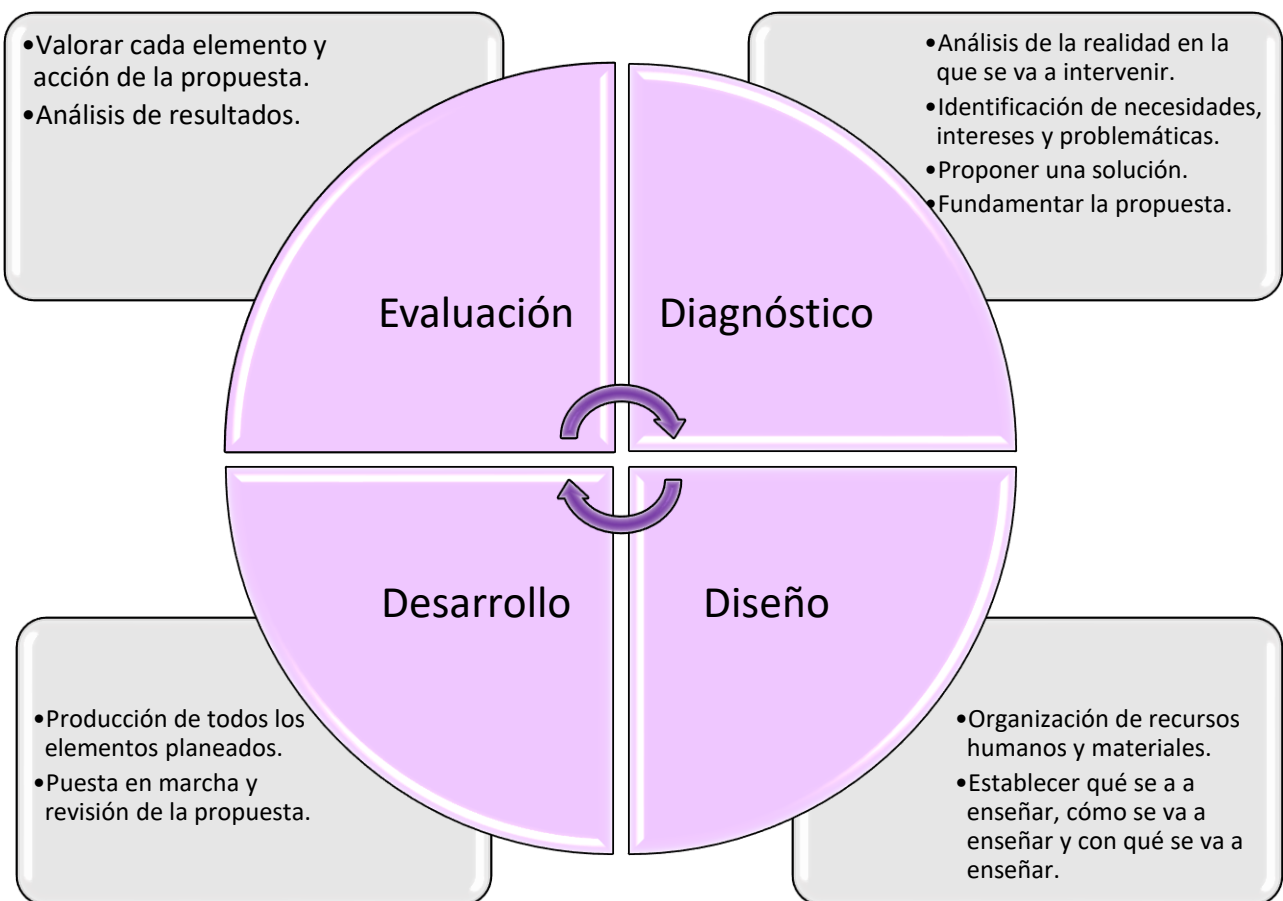 •Valorar cada elemento y
acción de la propuesta.
•Análisis de resultados.
•Análisis de la realidad en la
que se va a intervenir.
•Identificación de necesidades,
intereses y problemáticas.
•Proponer una solución.
•Fundamentar la propuesta.
Evaluación
Diagnóstico
Desarrollo
Diseño
•Producción de todos los
elementos planeados.
•Puesta en marcha y
revisión de la propuesta.
•Organización de recursos
humanos y materiales.
•Establecer qué se a a
enseñar, cómo se va a
enseñar y con qué se va a
enseñar.